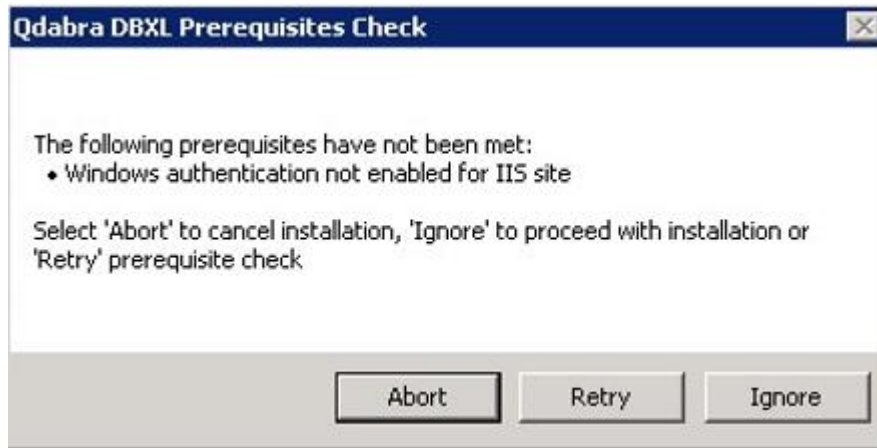 Qdabra DBXL Prerequisites Check
The following prerequisites have not been met:
• Windows authentication not enabled for IIS site
Select 'Abort' to cancel installation, 'Ignore' to proceed with installation or
'Retry' prerequisite check
Abort Retry Ignore